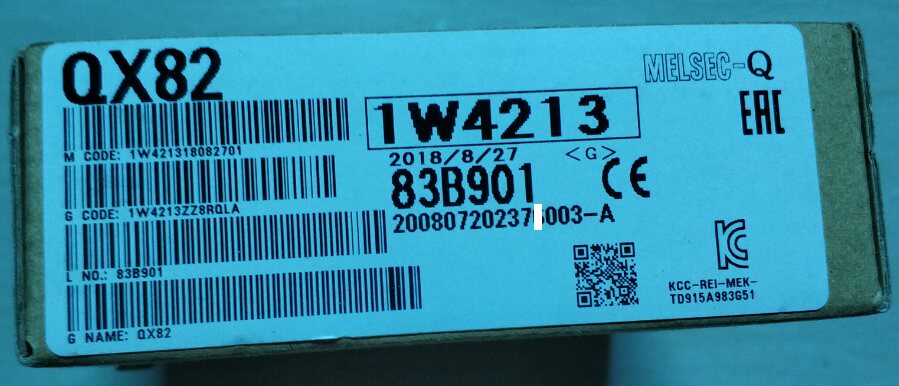 QX82
MELSEC-Q
1W4213
EAC
M CODE: 1W421318082701
2018/8/27 <G>
83B901 CE
G CODE: 1W4213ZZ8RQLA
L NO.: 83B901
KCC-REI-MEK-
TD915A983G51
G NAME: QX82